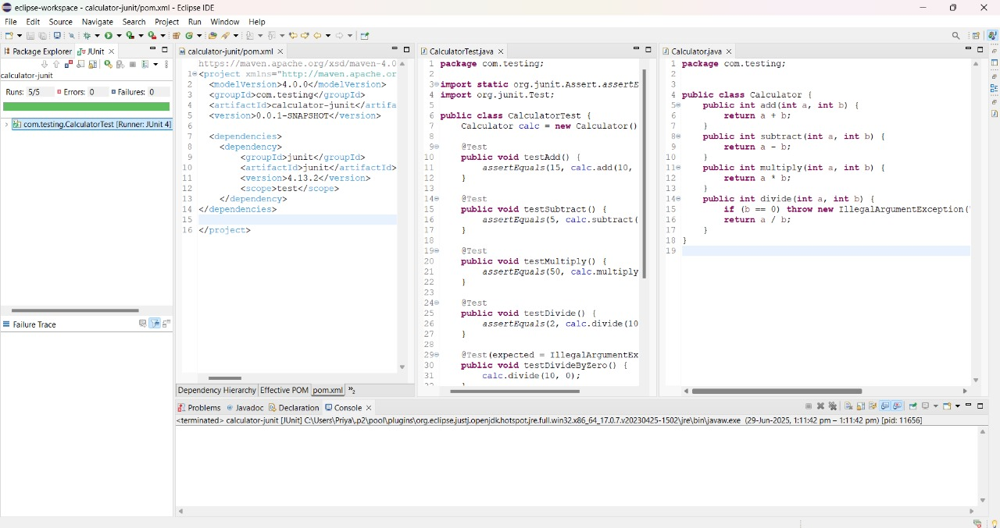 eclipse-workspace - calculator-junit/pom.xml - Eclipse IDE
File Edit Source Navigate Search Project Run Window Help
Package Explorer JUnit
calculator-junit
Runs: 5/5 Errors: 0 Failures: 0
com.testing.CalculatorTest [Runner: JUnit 4]
Failure Trace
calculator-junit/pom.xml
https://maven.apache.org/xsd/maven-4.0
1 <project xmlns="http://maven.apache.or
2 <modelVersion>4.0.0</modelVersion>
3 <groupId>com.testing</groupId>
4 <artifactId>calculator-junit</artifa
5 <version>0.0.1-SNAPSHOT</version>
6
7 <dependencies>
8 <dependency>
9 <groupId>junit</groupId>
10 <artifactId>junit</artifactId>
11 <version>4.13.2</version>
12 <scope>test</scope>
13 </dependency>
14 </dependencies>
15
16 </project>
Dependency Hierarchy Effective POM pom.xml »2
CalculatorTest.java
1 package com.testing;
2
3 import static org.junit.Assert.assertE
4 import org.junit.Test;
5
6 public class CalculatorTest {
7 Calculator calc = new Calculator()
8
9 @Test
10 public void testAdd() {
11 assertEquals(15, calc.add(10,
12 }
13
14 @Test
15 public void testSubtract() {
16 assertEquals(5, calc.subtract(
17 }
18
19 @Test
20 public void testMultiply() {
21 assertEquals(50, calc.multiply
22 }
23
24 @Test
25 public void testDivide() {
26 assertEquals(2, calc.divide(10
27 }
28
29 @Test(expected = IllegalArgumentEx
30 public void testDivideByZero() {
31 calc.divide(10, 0);
Calculator.java
1 package com.testing;
2
3
4 public class Calculator {
5 public int add(int a, int b) {
6 return a + b;
7 }
8 public int subtract(int a, int b) {
9 return a - b;
10 }
11 public int multiply(int a, int b) {
12 return a * b;
13 }
14 public int divide(int a, int b) {
15 if (b == 0) throw new IllegalArgumentException("
16 return a / b;
17 }
18 }
19
Problems Javadoc Declaration Console
<terminated> calculator-junit [JUnit] C:\Users\Priya\.p2\pool\plugins\org.eclipse.justj.openjdk.hotspot.jre.full.win32.x86_64_17.0.7.v20230425-1502\jre\bin\javaw.exe (29-Jun-2025, 1:11:42 pm – 1:11:42 pm) [pid: 11656]